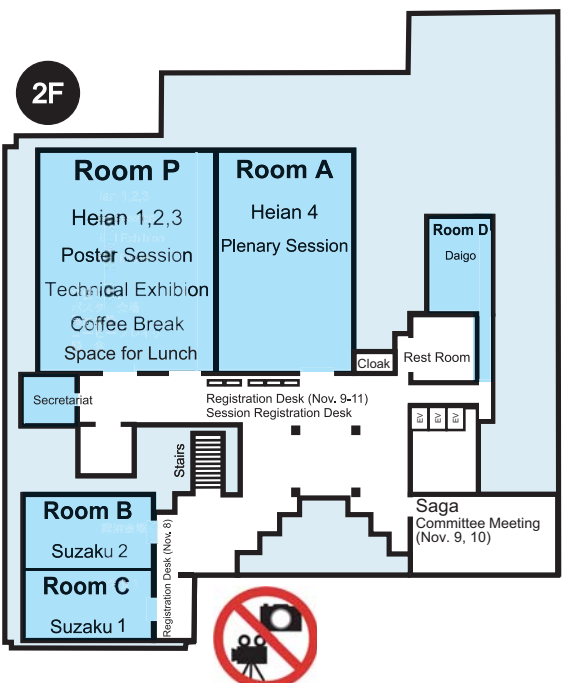 2F
Room P
Heian 1,2,3
Poster Session
Technical Exhibion
Coffee Break
Space for Lunch
Room A
Heian 4
Plenary Session
Room D
Daigo
Cloak
Rest Room
Secretariat
Registration Desk (Nov. 9-11)
Session Registration Desk
EV
EV
EV
Stairs
Saga
Committee Meeting
(Nov. 9, 10)
Room B
Suzaku 2
Registration Desk (Nov. 8)
Room C
Suzaku 1